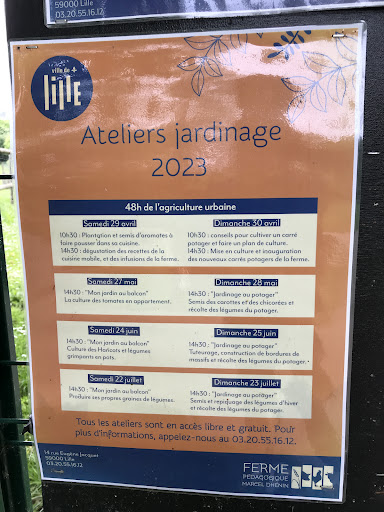 59000 Lille
03.20.55.16.12.
ville de
lille
Ateliers jardinage
2023
48h de l'agriculture urbaine
Samedi 29 avril
10h30 : Plantation et semis d'aromates à
faire pousser dans sa cuisine.
14h30 : dégustation des recettes de la
cuisine mobile, et des infusions de la ferme.
Dimanche 30 avril
10h30 : conseils pour cultiver un carré
potager et faire un plan de culture.
14h30 : Mise en culture et inauguration
des nouveaux carrés potagers de la ferme.
Samedi 27 mai
14h30 : "Mon jardin au balcon"
La culture des tomates en appartement.
Dimanche 28 mai
14h30 : "Jardinage au potager"
Semis des carottes et des chicorées et
récolte des légumes du potager.
Samedi 24 juin
14h30 : "Mon jardin au balcon"
Culture des Haricots et légumes
grimpants en pots.
Dimanche 25 juin
14h30 : "Jardinage au potager"
Tuteurage, construction de bordures de
massifs et récolte des légumes du potager.
Samedi 22 juillet
14h30 : "Mon jardin au balcon"
Produire ses propres graines de légumes.
Dimanche 23 juillet
14h30 : "Jardinage au potager"
Semis et repiquage des légumes d'hiver
et récolte des légumes du potager.
Tous les ateliers sont en accès libre et gratuit. Pour
plus d'informations, appelez-nous au 03.20.55.16.12.
14 rue Eugène Jacquet
59000 Lille
03.20.55.16.12.
FERME
PÉDAGOGIQUE
MARCEL DHÉNIN